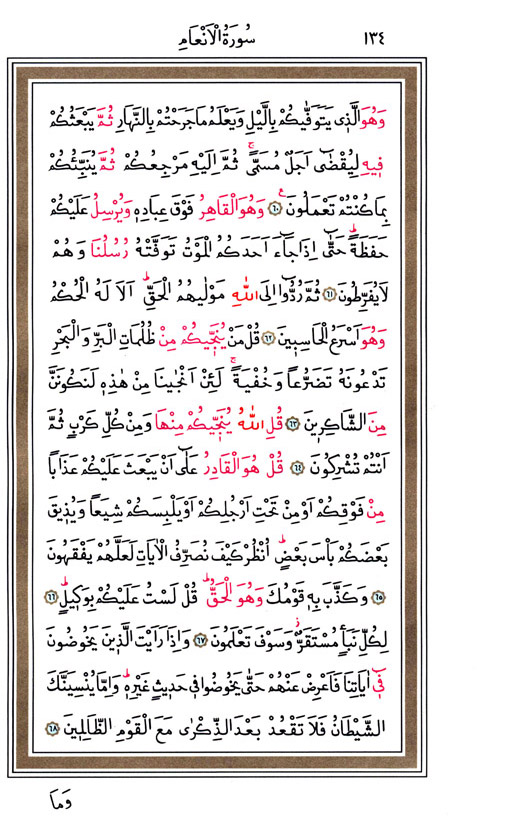 ١٣٤
سُورَةُ الْاَنْعَامِ
وَهُوَ الَّذٖي يَتَوَفّٰيكُمْ بِالَّيْلِ وَيَعْلَمُ مَا جَرَحْتُمْ بِالنَّهَارِ ثُمَّ يَبْعَثُكُمْ
فٖيهِ لِيُقْضٰٓى اَجَلٌ مُسَمًّىۚ ثُمَّ اِلَيْهِ مَرْجِعُكُمْ ثُمَّ يُنَبِّئُكُمْ
بِمَا كُنْتُمْ تَعْمَلُونَࣖ ﴿٦٠﴾ وَهُوَ الْقَاهِرُ فَوْقَ عِبَادِهٖ وَيُرْسِلُ عَلَيْكُمْ
حَفَظَةًۜ حَتّٰٓى اِذَا جَٓاءَ اَحَدَكُمُ الْمَوْتُ تَوَفَّتْهُ رُسُلُنَا وَهُمْ
لَا يُفَرِّطُونَ ﴿٦١﴾ ثُمَّ رُدُّٓوا اِلَى اللّٰهِ مَوْلٰيهُمُ الْحَقِّۜ اَلَا لَهُ الْحُكْمُ
وَهُوَ اَسْرَعُ الْحَاسِبٖينَ ﴿٦٢﴾ قُلْ مَنْ يُنَجّٖيكُمْ مِنْ ظُلُمَاتِ الْبَرِّ وَالْبَحْرِ
تَدْعُونَهُ تَضَرُّعًا وَخُفْيَةًۚ لَئِنْ اَنْجٰينَا مِنْ هٰذِهٖ لَنَكُونَنَّ
مِنَ الشَّاكِرٖينَ ﴿٦٣﴾ قُلِ اللّٰهُ يُنَجّٖيكُمْ مِنْهَا وَمِنْ كُلِّ كَرْبٍ ثُمَّ
اَنْتُمْ تُشْرِكُونَ ﴿٦٤﴾ قُلْ هُوَ الْقَادِرُ عَلٰٓى اَنْ يَبْعَثَ عَلَيْكُمْ عَذَابًا
مِنْ فَوْقِكُمْ اَوْ مِنْ تَحْتِ اَرْجُلِكُمْ اَوْ يَلْبِسَكُمْ شِيَعًا وَيُذٖيقَ
بَعْضَكُمْ بَاْسَ بَعْضٍۜ اُنْظُرْ كَيْفَ نُصَرِّفُ الْاٰيَاتِ لَعَلَّهُمْ يَفْقَهُونَ
﴿٦٥﴾ وَكَذَّبَ بِهٖ قَوْمُكَ وَهُوَ الْحَقُّۜ قُلْ لَسْتُ عَلَيْكُمْ بِوَكٖيلٍۜ ﴿٦٦﴾
لِكُلِّ نَبَأٍ مُسْتَقَرٌّؗ وَسَوْفَ تَعْلَمُونَ ﴿٦٧﴾ وَاِذَا رَاَيْتَ الَّذٖينَ يَخُوضُونَ
فٖٓي اٰيَاتِنَا فَاَعْرِضْ عَنْهُمْ حَتّٰى يَخُوضُوا فٖي حَدٖيثٍ غَيْرِهٖۜ وَاِمَّا يُنْسِيَنَّكَ
الشَّيْطَانُ فَلَا تَقْعُدْ بَعْدَ الذِّكْرٰى مَعَ الْقَوْمِ الظَّالِمٖينَ ﴿٦٨﴾
وَمَا